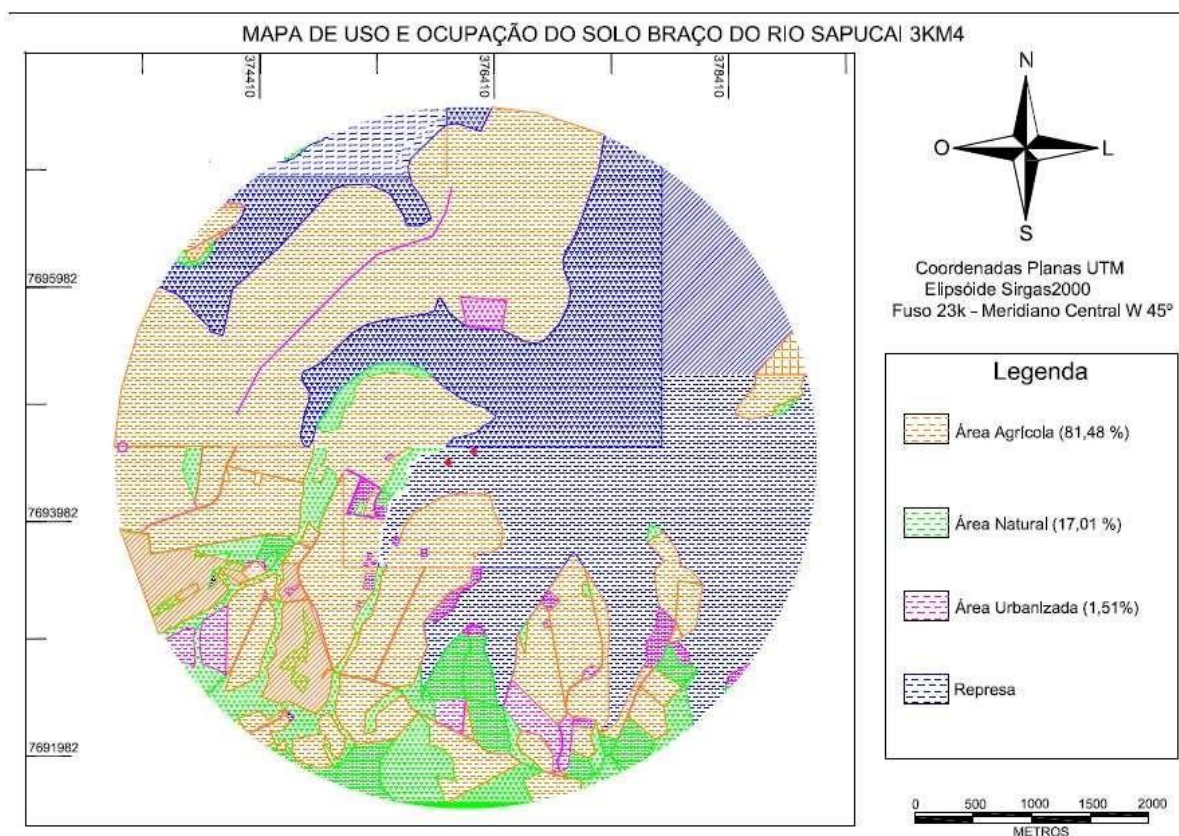 MAPA DE USO E OCUPAÇÃO DO SOLO BRAÇO DO RIO SAPUCAI 3KM4
374410
376410
378410
N
O
L
S
Coordenadas Planas UTM
Elipsóide Sirgas2000
Fuso 23k - Meridiano Central W 45º
7695982
7693982
7691982
Legenda
Área Agrícola (81,48 %)
Área Natural (17,01 %)
Área Urbanizada (1,51%)
Represa
0 500 1000 1500 2000
METROS